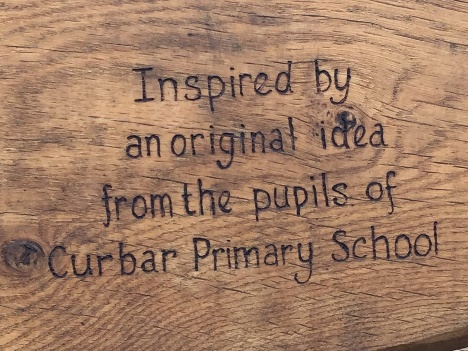 Inspired by
an original idea
from the pupils of
Curbar Primary School